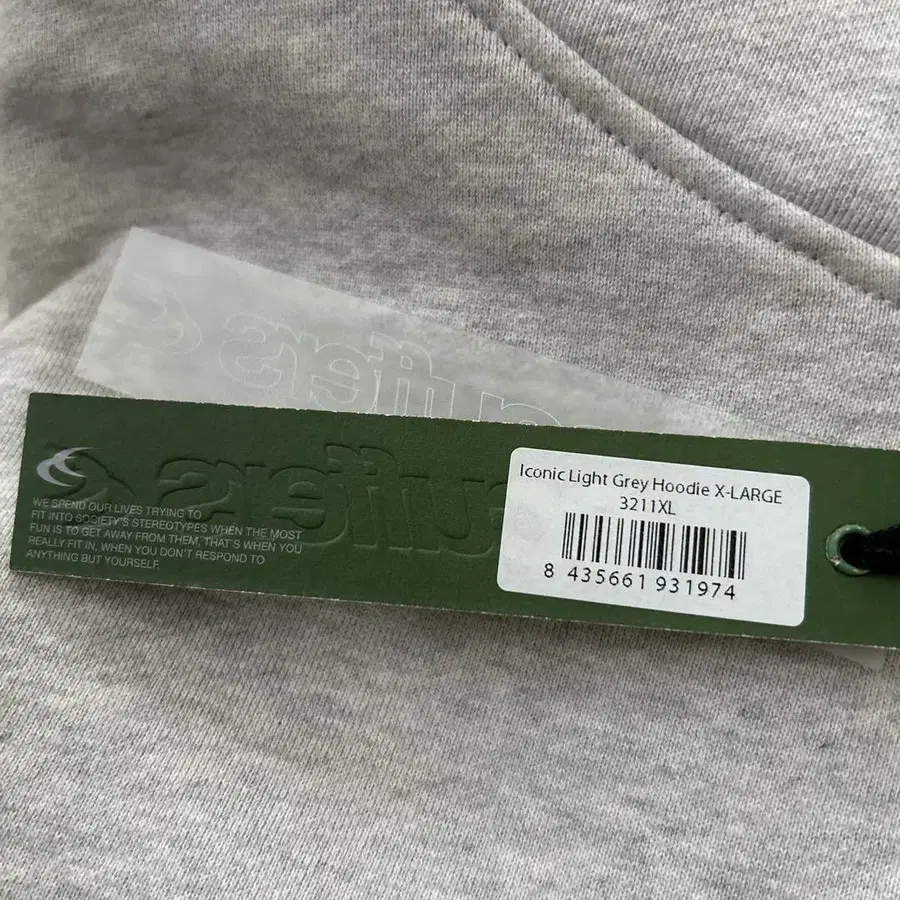 WE SPEND OUR LIVES TRYING TO
FIT INTO SOCIETY'S STEREOTYPES WHEN THE MOST
FUN IS TO GET AWAY FROM THEM, THAT'S WHEN YOU
REALLY FIT IN, WHEN YOU DON'T RESPOND TO
ANYTHING BUT YOURSELF.
Iconic Light Grey Hoodie X-LARGE
3211XL
8 435661 931974